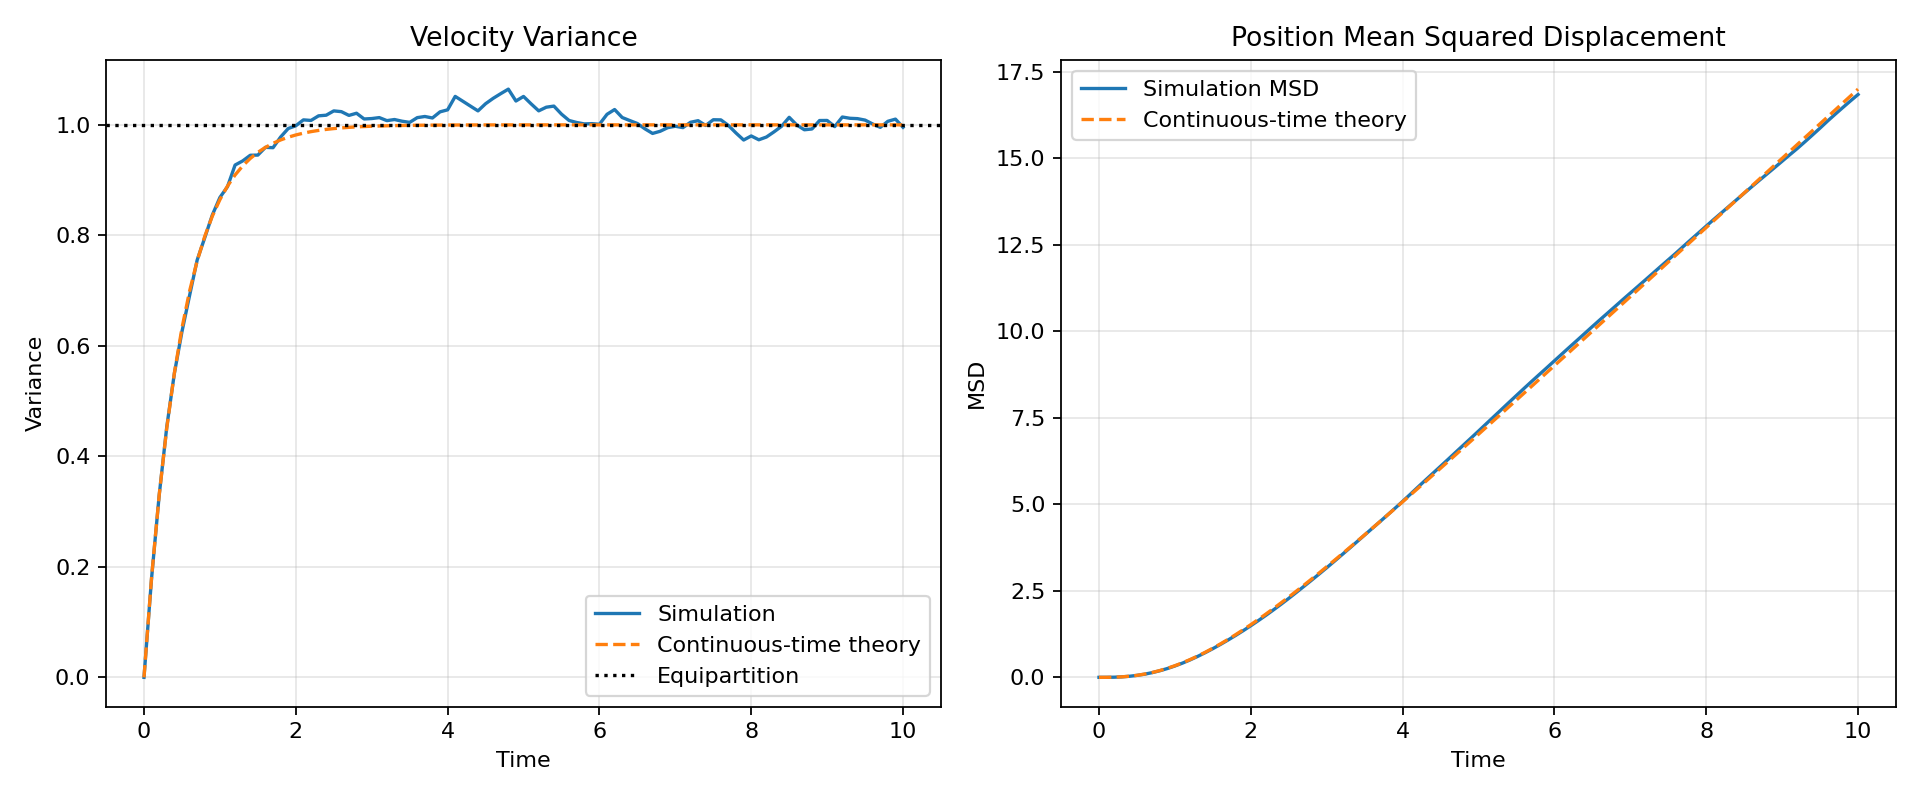 Velocity Variance
1.0
0.8
0.6
0.4
0.2
0.0
Variance
Simulation
Continuous-time theory
Equipartition
0 2 4 6 8 10
Time
Position Mean Squared Displacement
17.5
15.0
12.5
10.0
7.5
5.0
2.5
0.0
MSD
Simulation MSD
Continuous-time theory
0 2 4 6 8 10
Time